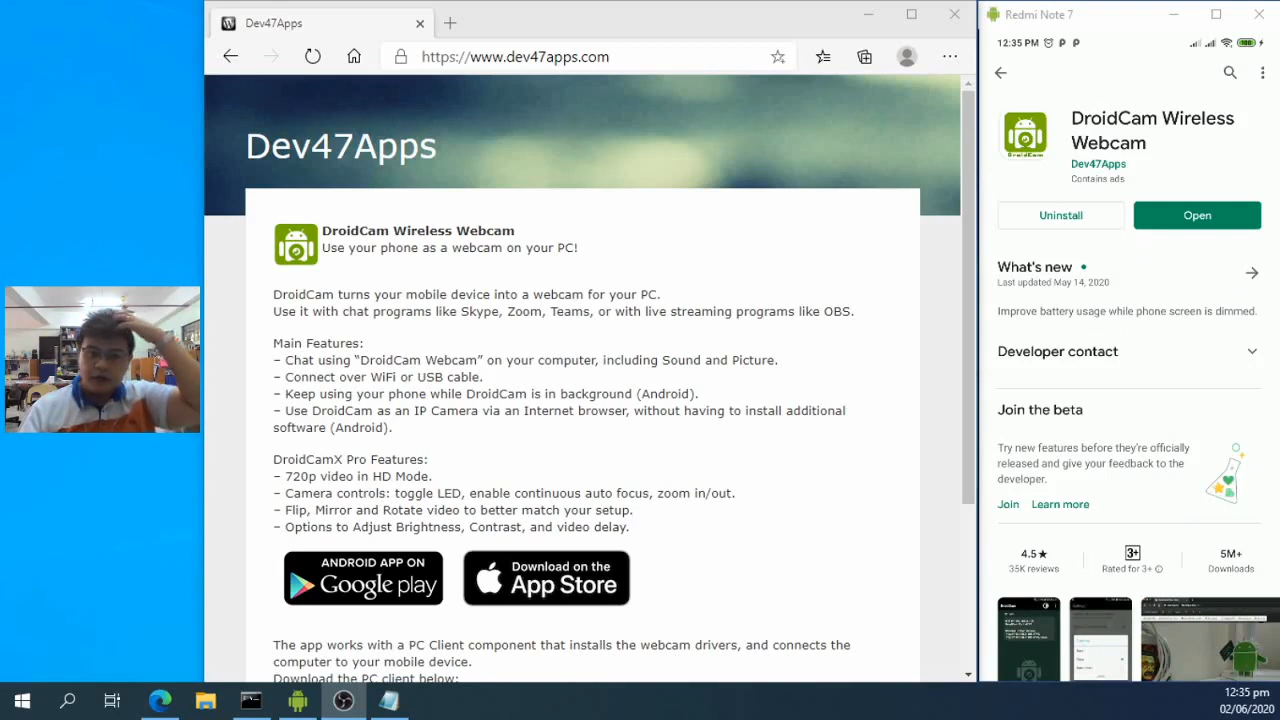 Dev47Apps
https://www.dev47apps.com
Dev47Apps
DroidCam Wireless Webcam
Use your phone as a webcam on your PC!
DroidCam turns your mobile device into a webcam for your PC.
Use it with chat programs like Skype, Zoom, Teams, or with live streaming programs like OBS.
Main Features:
– Chat using “DroidCam Webcam” on your computer, including Sound and Picture.
– Connect over WiFi or USB cable.
– Keep using your phone while DroidCam is in background (Android).
– Use DroidCam as an IP Camera via an Internet browser, without having to install additional
software (Android).
DroidCamX Pro Features:
– 720p video in HD Mode.
– Camera controls: toggle LED, enable continuous auto focus, zoom in/out.
– Flip, Mirror and Rotate video to better match your setup.
– Options to Adjust Brightness, Contrast, and video delay.
ANDROID APP ON
Google play
Download on the
App Store
The app works with a PC Client component that installs the webcam drivers, and connects the
computer to your mobile device.
Download the PC client below:
Redmi Note 7
12:35 PM
DroidCam Wireless
Webcam
DroidCam
Dev47Apps
Contains ads
Uninstall
Open
What's new
Last updated May 14, 2020
Improve battery usage while phone screen is dimmed.
Developer contact
Join the beta
Try new features before they're officially
released and give your feedback to the
developer.
Join Learn more
4.5★
35K reviews
3+
Rated for 3+
5M+
Downloads
12:35 pm
02/06/2020